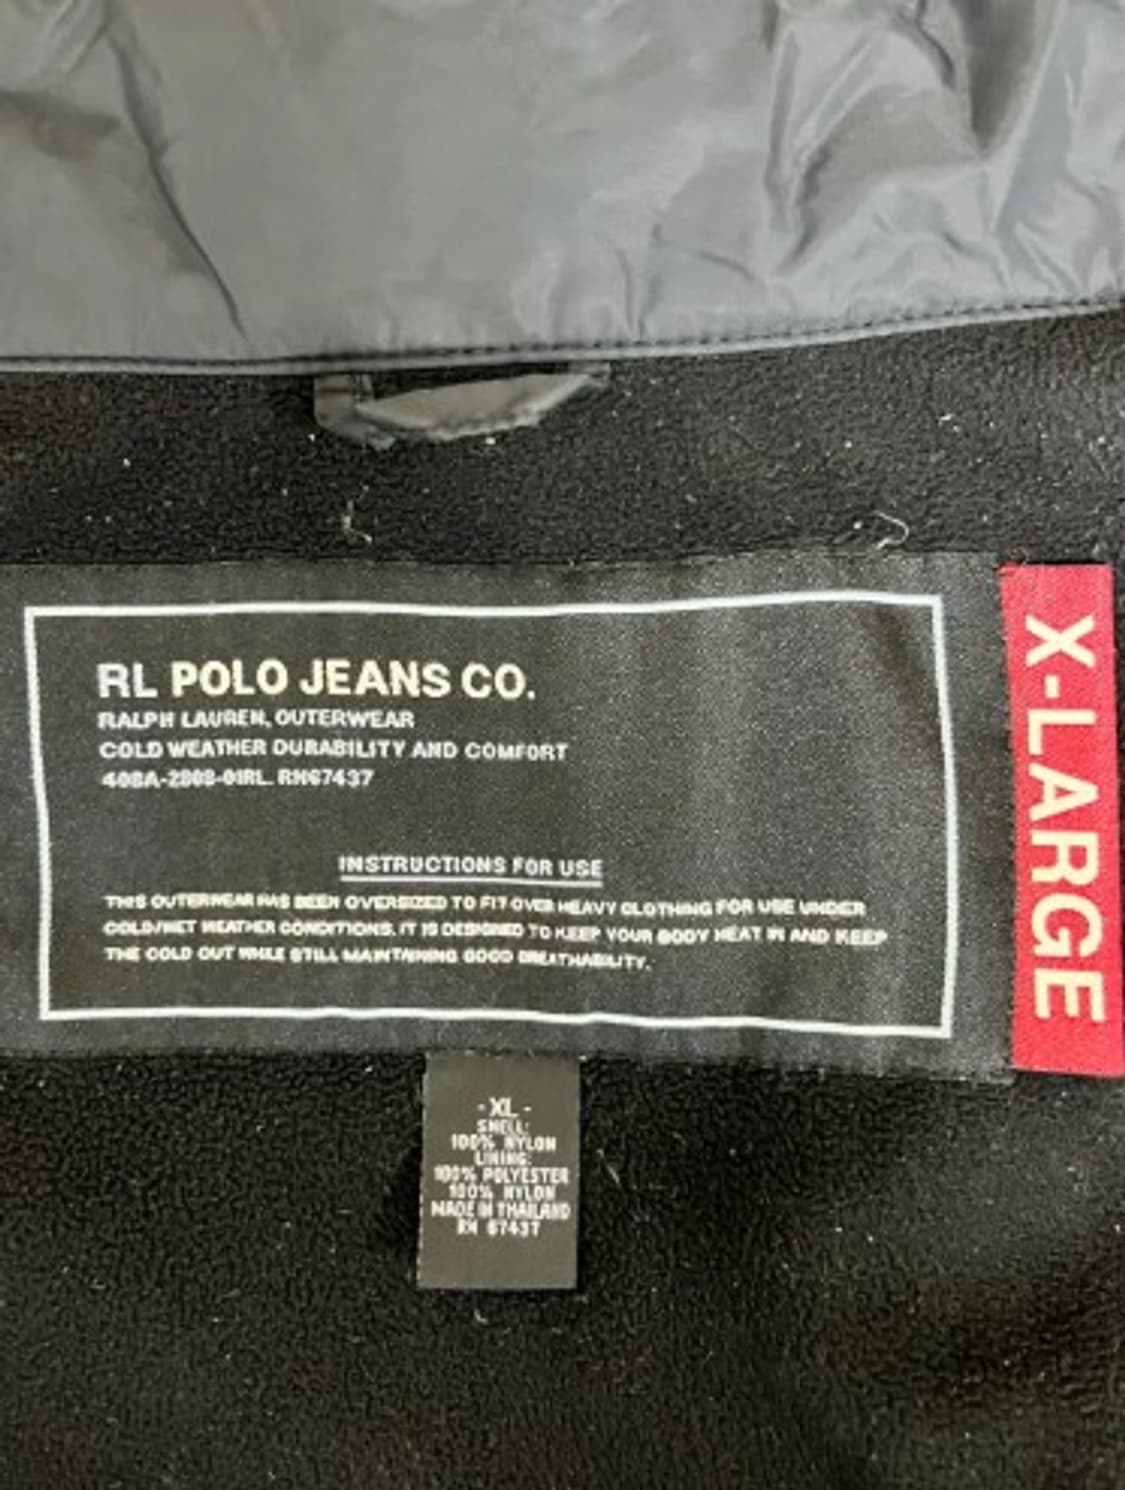 RL POLO JEANS CO.
RALPH LAUREN, OUTERWEAR
COLD WEATHER DURABILITY AND COMFORT
RN67437
INSTRUCTIONS FOR USE
THIS OUTERWEAR HAS BEEN OVERSIZED TO FIT OVER HEAVY CLOTHING FOR USE UNDER
COLD/WET WEATHER CONDITIONS. IT IS DESIGNED TO KEEP YOUR BODY HEAT IN AND KEEP
THE COLD OUT WHILE STILL MAINTAINING GOOD BREATHABILITY.
X-LARGE
-XL-
SHELL:
100% NYLON
LINING:
100% POLYESTER
100% NYLON
MADE IN THAILAND
RN 67437